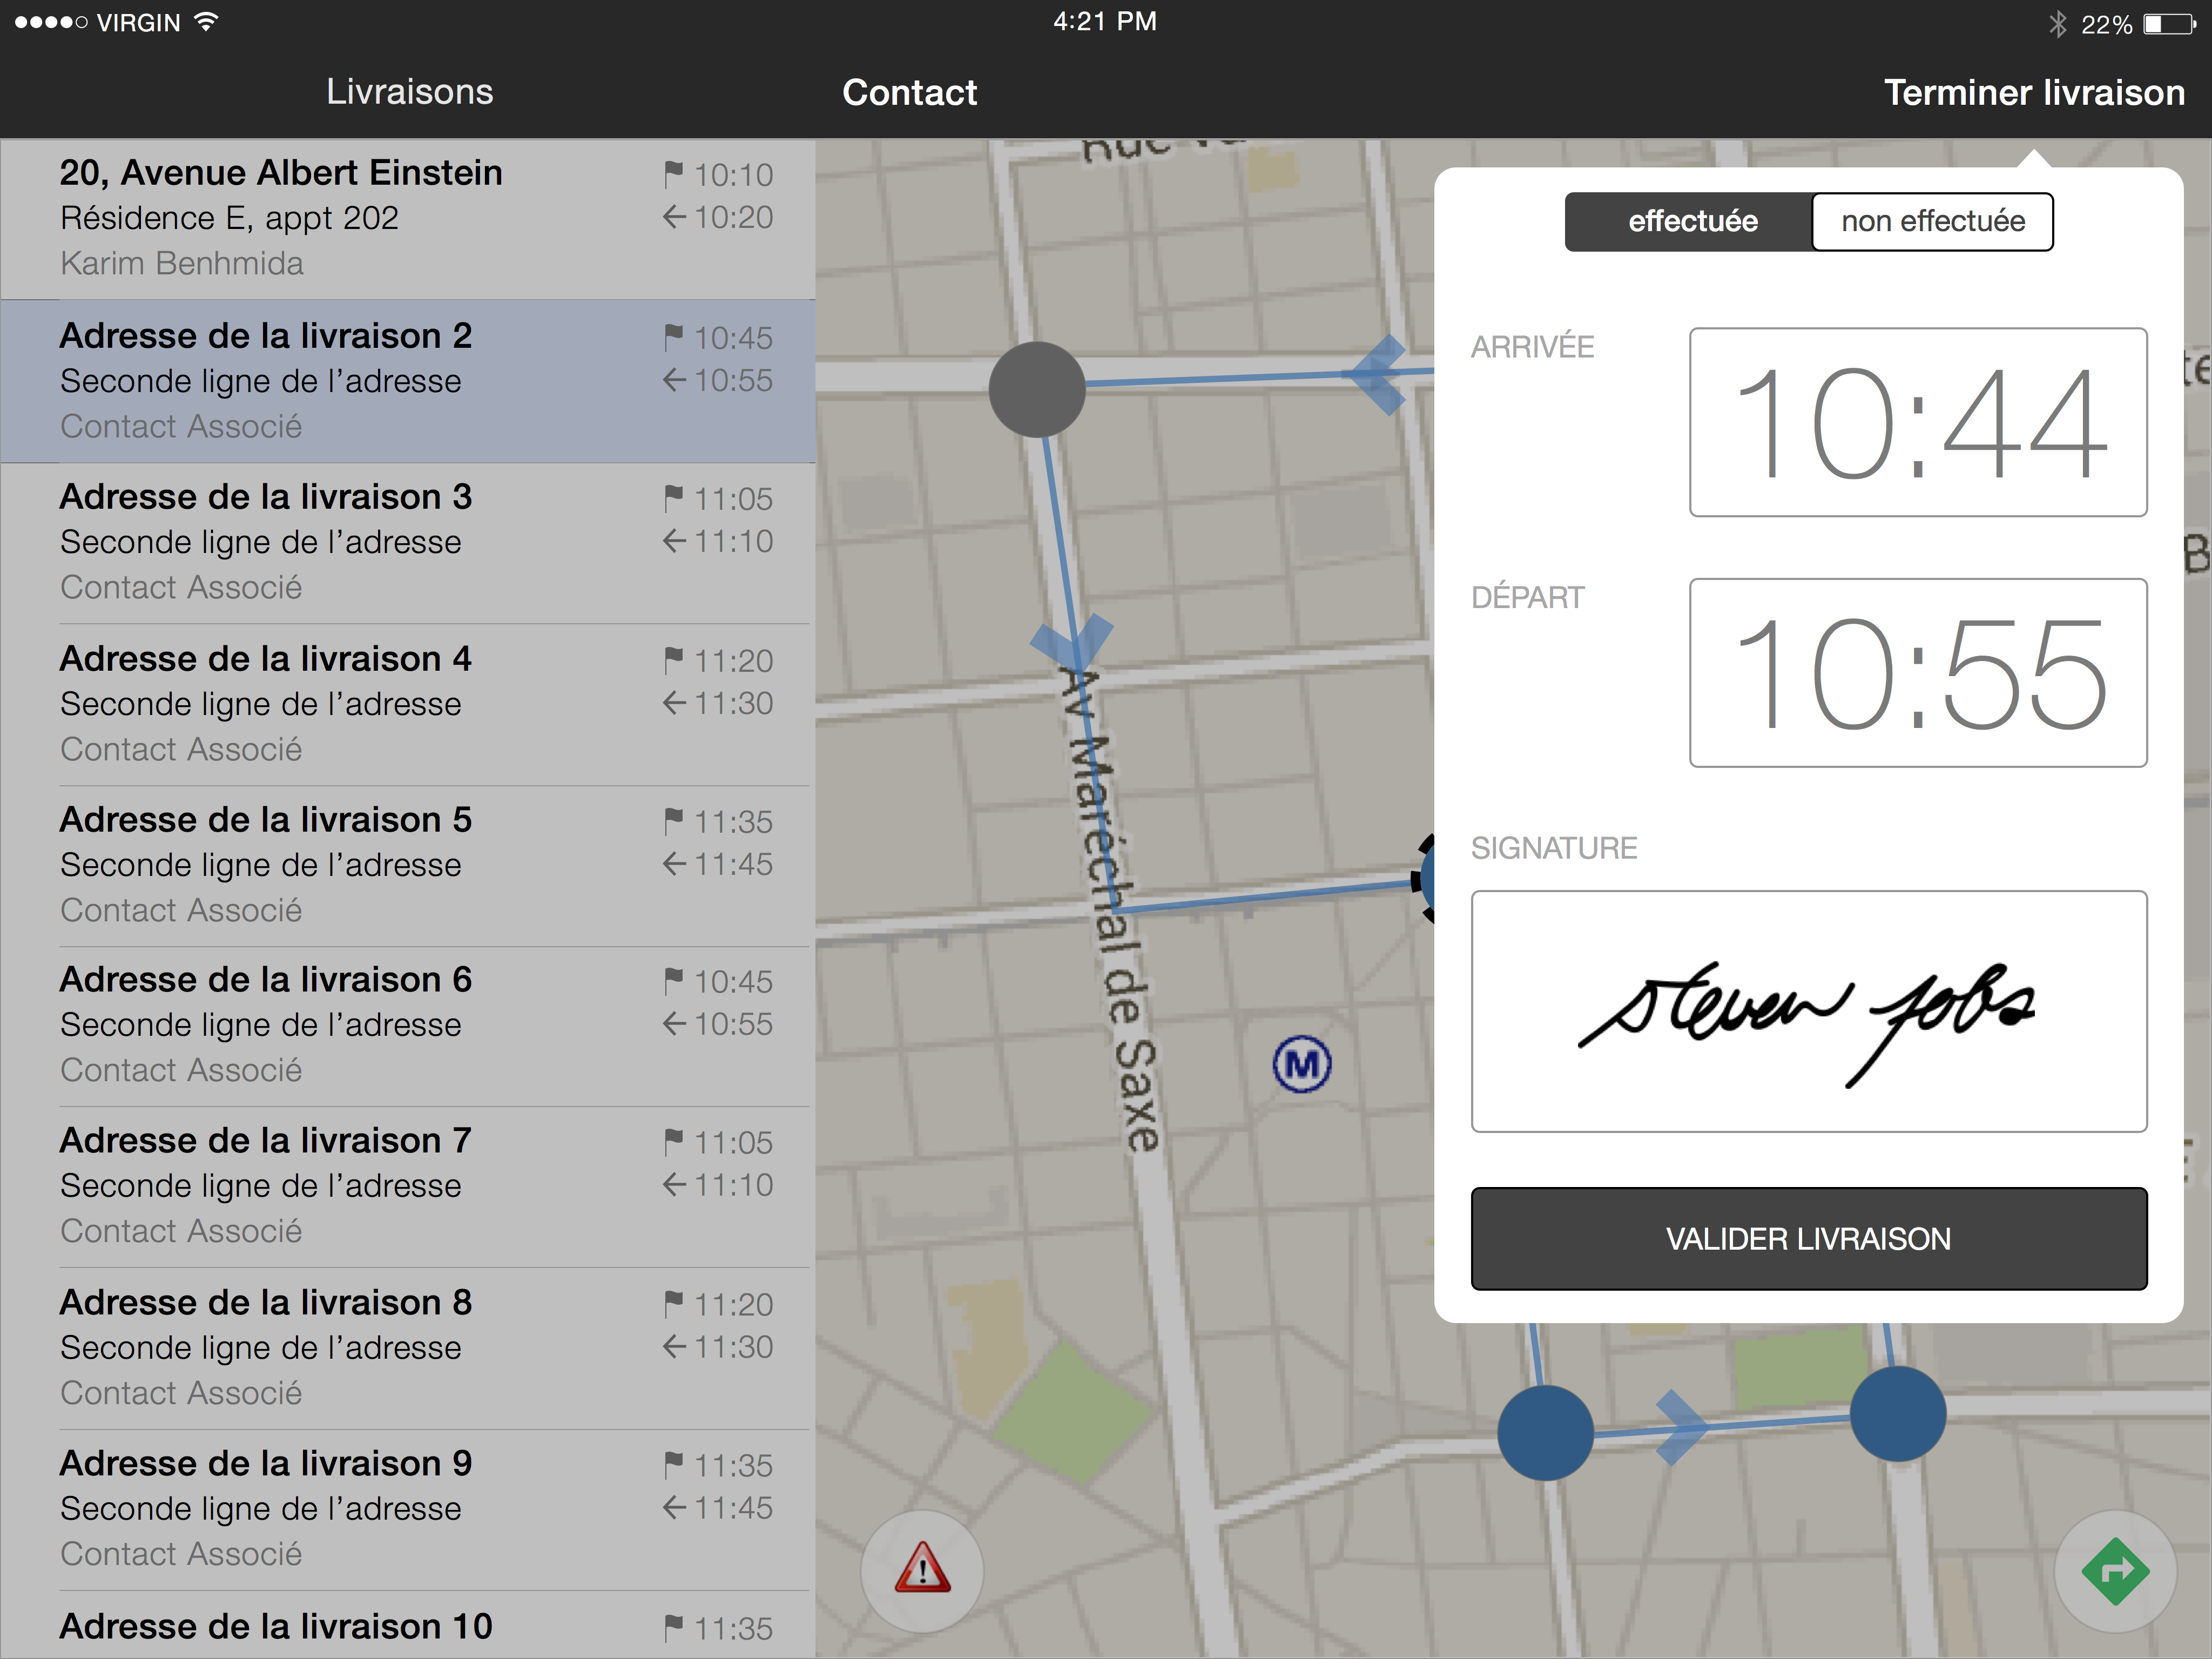 VIRGIN
4:21 PM
22%
Livraisons
Contact
Terminer livraison
20, Avenue Albert Einstein
10:10
Résidence E, appt 202
10:20
Karim Benhmida
Adresse de la livraison 2
10:45
Seconde ligne de l’adresse
10:55
Contact Associé
Adresse de la livraison 3
11:05
Seconde ligne de l’adresse
11:10
Contact Associé
Adresse de la livraison 4
11:20
Seconde ligne de l’adresse
11:30
Contact Associé
Adresse de la livraison 5
11:35
Seconde ligne de l’adresse
11:45
Contact Associé
Adresse de la livraison 6
10:45
Seconde ligne de l’adresse
10:55
Contact Associé
Adresse de la livraison 7
11:05
Seconde ligne de l’adresse
11:10
Contact Associé
Adresse de la livraison 8
11:20
Seconde ligne de l’adresse
11:30
Contact Associé
Adresse de la livraison 9
11:35
Seconde ligne de l’adresse
11:45
Contact Associé
Adresse de la livraison 10
11:35
Rue
Av Maréchal de Saxe
M
effectuée
non effectuée
ARRIVÉE
10:44
DÉPART
10:55
SIGNATURE
steven jobs
VALIDER LIVRAISON